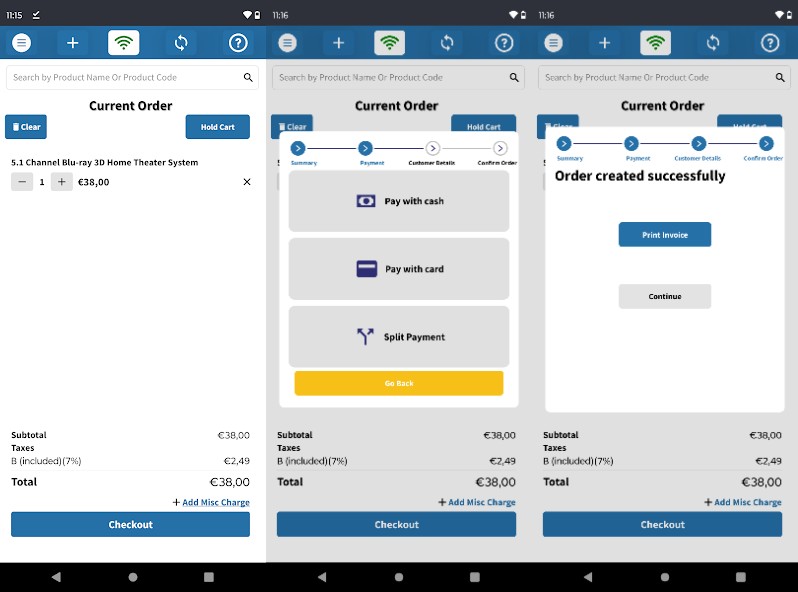 11:15
Search by Product Name Or Product Code
Current Order
Clear
Hold Cart
5.1 Channel Blu-ray 3D Home Theater System
1
€38,00
Subtotal
€38,00
Taxes
B (included)(7%)
€2,49
Total
€38,00
Add Misc Charge
Checkout
11:16
Search by Product Name Or Product Code
Current Order
Clear
Hold Cart
Summary
Payment
Customer Details
Confirm Order
Pay with cash
Pay with card
Split Payment
Go Back
Subtotal
€38,00
Taxes
B (included)(7%)
€2,49
Total
€38,00
Add Misc Charge
Checkout
11:16
Search by Product Name Or Product Code
Current Order
Clear
Hold Cart
Summary
Payment
Customer Details
Confirm Order
Order created successfully
Print Invoice
Continue
Subtotal
€38,00
Taxes
B (included)(7%)
€2,49
Total
€38,00
Add Misc Charge
Checkout